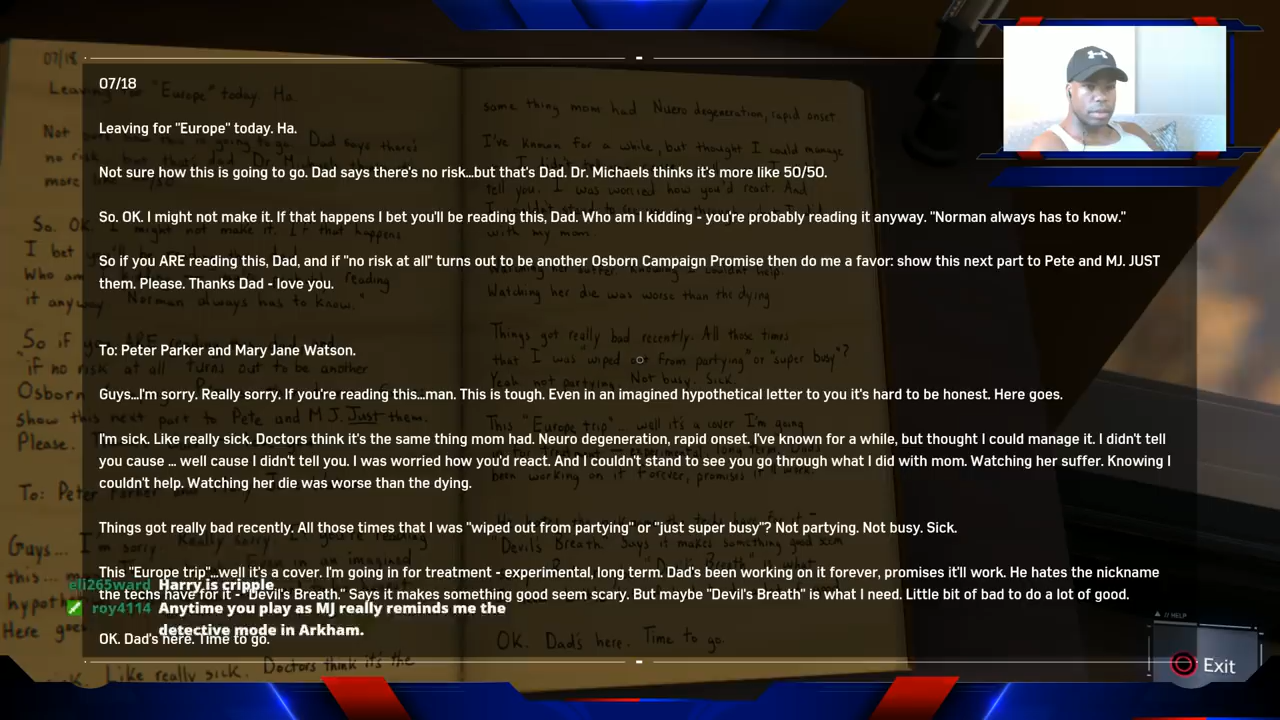 07/18
Leaving for "Europe" today. Ha.
Not sure how this is going to go. Dad says there's no risk...but that's Dad. Dr. Michaels thinks it's more like 50/50.
So. OK. I might not make it. If that happens I bet you'll be reading this, Dad. Who am I kidding - you're probably reading it anyway. "Norman always has to know."
So if you ARE reading this, Dad, and if "no risk at all" turns out to be another Osborn Campaign Promise then do me a favor: show this next part to Pete and MJ. JUST
them. Please. Thanks Dad - love you.
To: Peter Parker and Mary Jane Watson.
Guys...I'm sorry. Really sorry. If you're reading this...man. This is tough. Even in an imagined hypothetical letter to you it's hard to be honest. Here goes.
I'm sick. Like really sick. Doctors think it's the same thing mom had. Neuro degeneration, rapid onset. I've known for a while, but thought I could manage it. I didn't tell
you cause ... well cause I didn't tell you. I was worried how you'd react. And I couldn't stand to see you go through what I did with mom. Watching her suffer. Knowing I
couldn't help. Watching her die was worse than the dying.
Things got really bad recently. All those times that I was "wiped out from partying" or "just super busy"? Not partying. Not busy. Sick.
This "Europe trip"...well it's a cover. I'm going in for treatment - experimental, long term. Dad's been working on it forever, promises it'll work. He hates the nickname
the techs have for it - "Devil's Breath." Says it makes something good seem scary. But maybe "Devil's Breath" is what I need. Little bit of bad to do a lot of good.
OK. Dad's here. Time to go.
eli265ward Harry is cripple
roy4114 Anytime you play as MJ really reminds me the
detective mode in Arkham.
// HELP
Exit